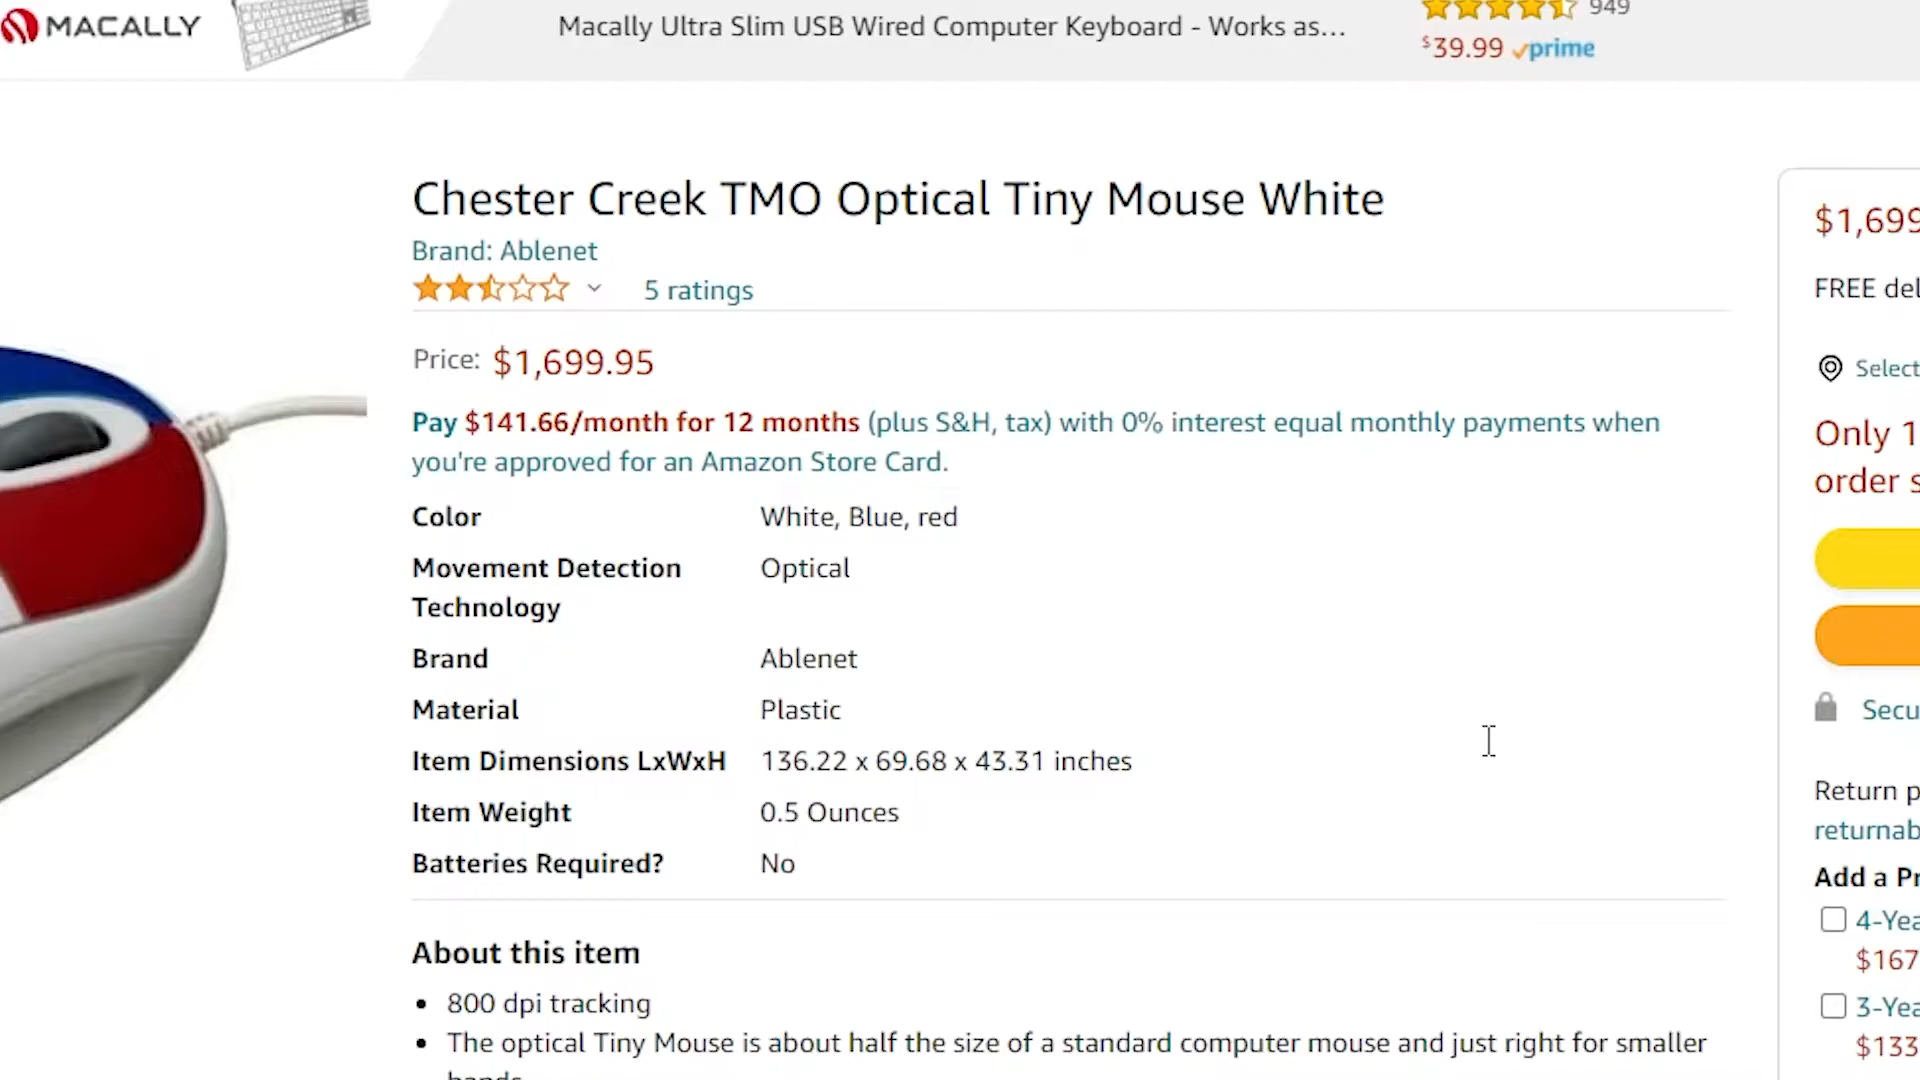 MACALLY
Macally Ultra Slim USB Wired Computer Keyboard - Works as...
949
$39.99 prime
Chester Creek TMO Optical Tiny Mouse White
Brand: Ablenet
5 ratings
Price: $1,699.95
Pay $141.66/month for 12 months (plus S&H, tax) with 0% interest equal monthly payments when
you're approved for an Amazon Store Card.
Color White, Blue, red
Movement Detection Optical
Technology
Brand Ablenet
Material Plastic
Item Dimensions LxWxH 136.22 x 69.68 x 43.31 inches
Item Weight 0.5 Ounces
Batteries Required? No
About this item
• 800 dpi tracking
• The optical Tiny Mouse is about half the size of a standard computer mouse and just right for smaller
hands
$1,699
FREE del
Select
Only 1
order s
Secu
Return p
returnab
Add a Pr
4-Yea
$167
3-Yea
$133